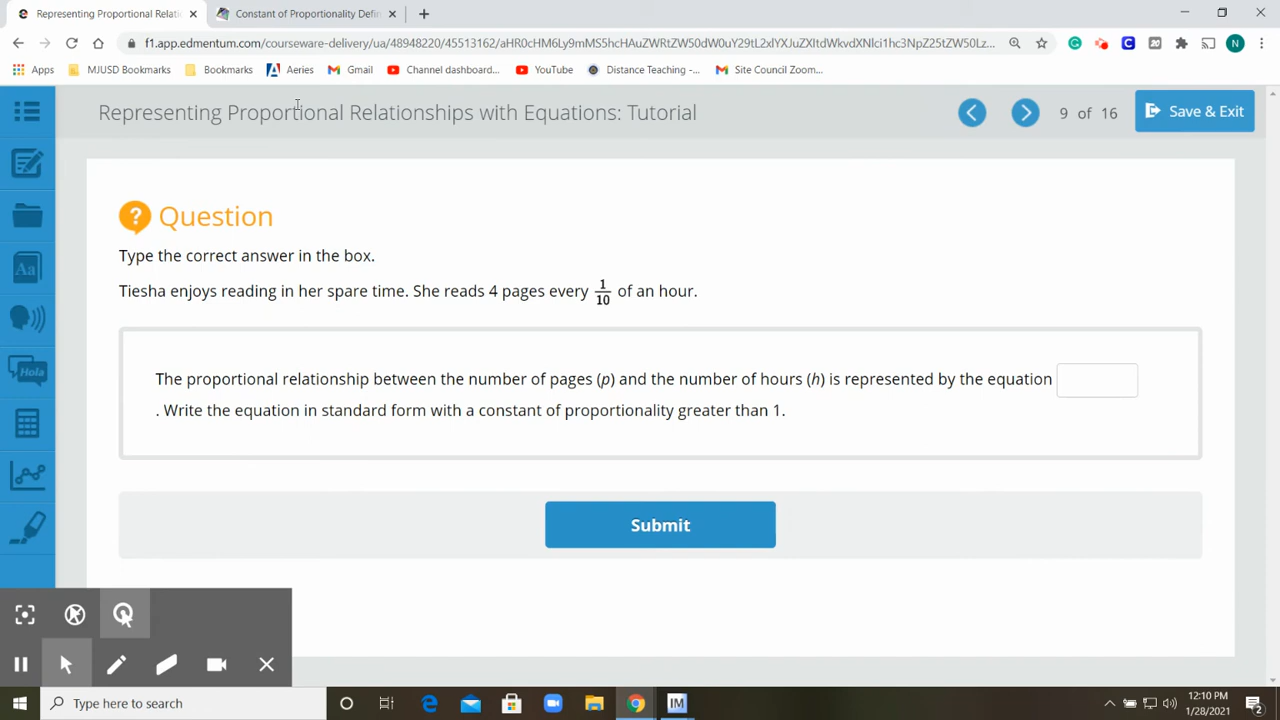 Representing Proportional Relati
Constant of Proportionality Defin
f1.app.edmentum.com/courseware-delivery/ua/48948220/45513162/aHR0cHM6Ly9mMS5hcHAuZWRtZW50dW0uY29tL2xlYXJuZXItdWkvdXNlci1hc3NpZ25tZW50Lz...
N
Apps
MJUSD Bookmarks
Bookmarks
Aeries
Gmail
Channel dashboard...
YouTube
Distance Teaching -...
Site Council Zoom...
Representing Proportional Relationships with Equations: Tutorial
9 of 16
Save & Exit
? Question
Type the correct answer in the box.
Tiesha enjoys reading in her spare time. She reads 4 pages every 1/10 of an hour.
The proportional relationship between the number of pages (p) and the number of hours (h) is represented by the equation
. Write the equation in standard form with a constant of proportionality greater than 1.
Submit
Aa
Hola
Type here to search
IM
12:10 PM
1/28/2021
2